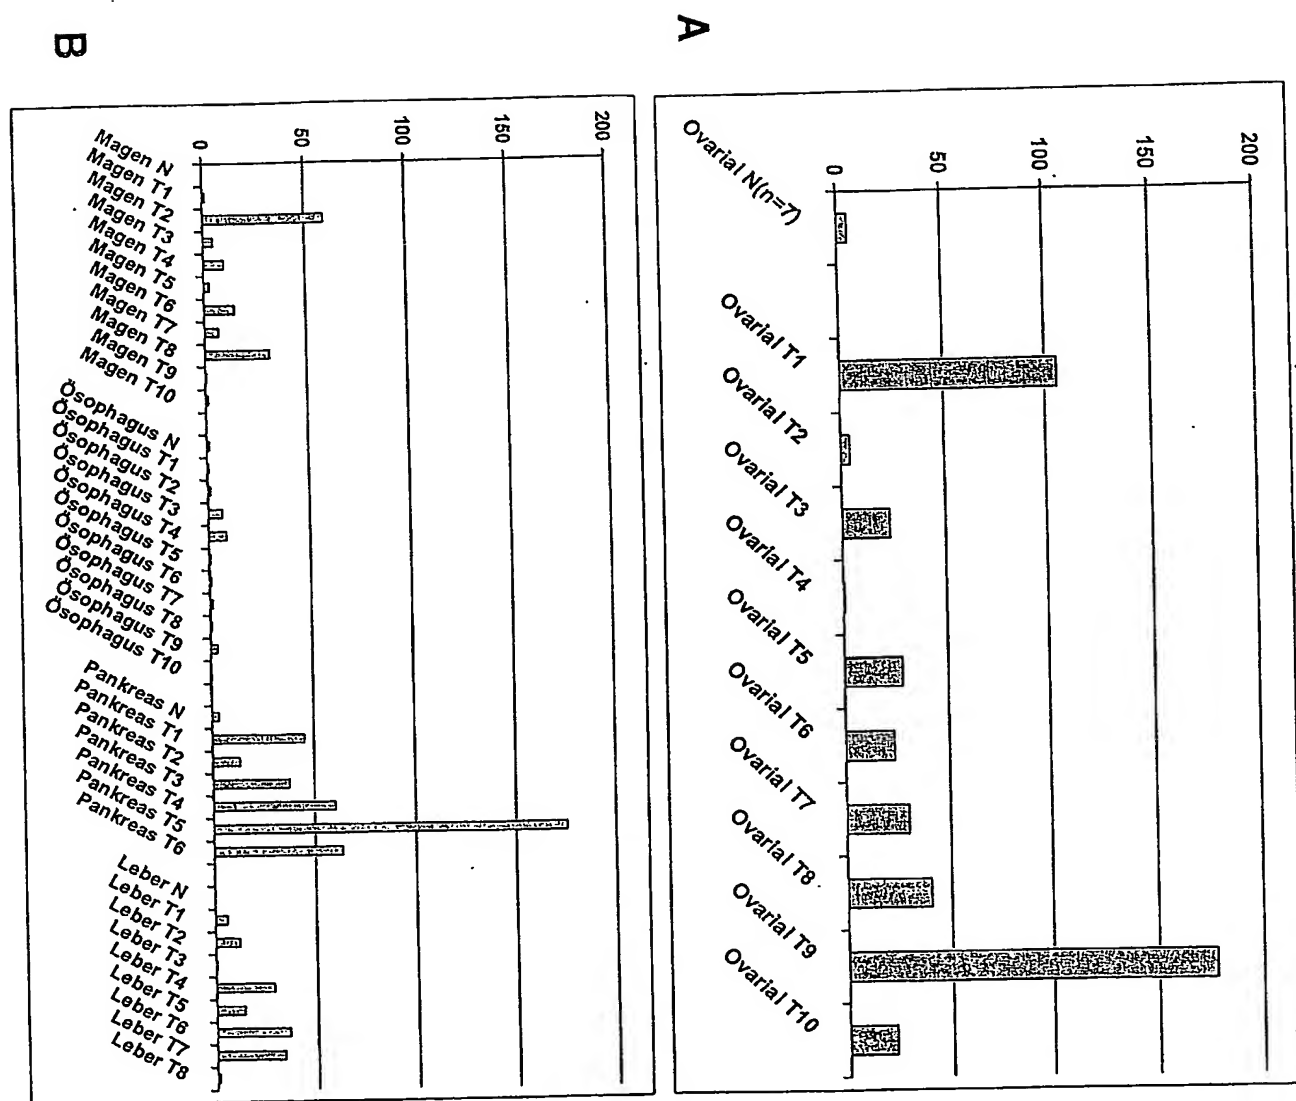 A
200
150
100
50
0
Ovarial N(n=7)
Ovarial T1
Ovarial T2
Ovarial T3
Ovarial T4
Ovarial T5
Ovarial T6
Ovarial T7
Ovarial T8
Ovarial T9
Ovarial T10
B
200
150
100
50
0
Magen N
Magen T1
Magen T2
Magen T3
Magen T4
Magen T5
Magen T6
Magen T7
Magen T8
Magen T9
Magen T10
Ösophagus N
Ösophagus T1
Ösophagus T2
Ösophagus T3
Ösophagus T4
Ösophagus T5
Ösophagus T6
Ösophagus T7
Ösophagus T8
Ösophagus T9
Ösophagus T10
Pankreas N
Pankreas T1
Pankreas T2
Pankreas T3
Pankreas T4
Pankreas T5
Pankreas T6
Leber N
Leber T1
Leber T2
Leber T3
Leber T4
Leber T5
Leber T6
Leber T7
Leber T8